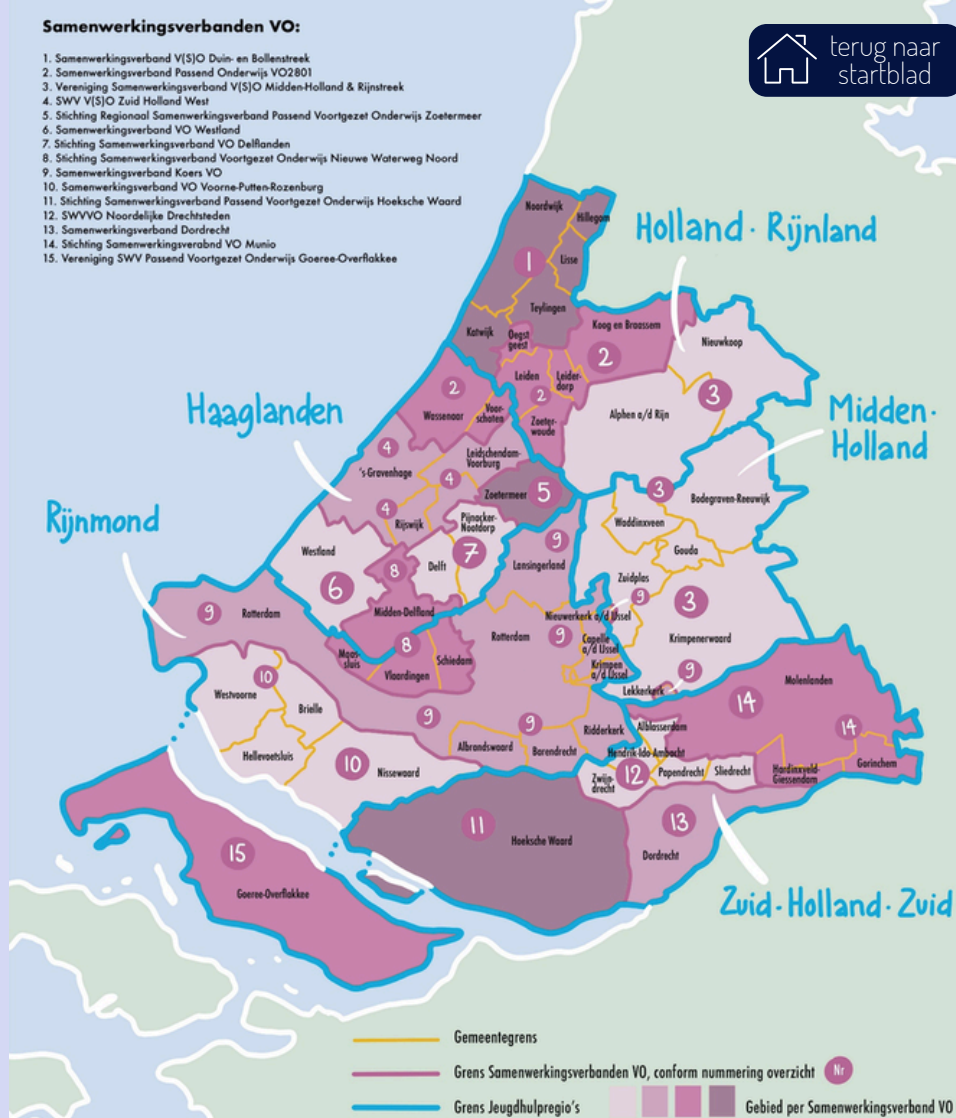 Samenwerkingsverbanden VO:
1. Samenwerkingsverband V(S)O Duin- en Bollenstreek
2. Samenwerkingsverband Passend Onderwijs VO2801
3. Vereniging Samenwerkingsverband V(S)O Midden-Holland & Rijnstreek
4. SWV V(S)O Zuid Holland West
5. Stichting Regionaal Samenwerkingsverband Passend Voortgezet Onderwijs Zoetermeer
6. Samenwerkingsverband VO Westland
7. Stichting Samenwerkingsverband VO Delflanden
8. Stichting Samenwerkingsverband Voortgezet Onderwijs Nieuwe Waterweg Noord
9. Samenwerkingsverband Koers VO
10. Samenwerkingsverband VO Voorne-Putten-Rozenburg
11. Stichting Samenwerkingsverband Passend Voortgezet Onderwijs Hoeksche Waard
12. SWVVO Noordelijke Drechtsteden
13. Samenwerkingsverband Dordrecht
14. Stichting Samenwerkingsverabnd VO Munio
15. Vereniging SWV Passend Voortgezet Onderwijs Goeree-Overflakkee
terug naar
startblad
Noordwijk
Hillegom
Holland · Rijnland
1
Lisse
Teylingen
Katwijk
Oegst
geest
Koog en Braassem
2
Nieuwkoop
Leiden
Leider-
dorp
2
2
3
Wassenaar
Voor-
schoten
Zoeter-
woude
Alphen a/d Rijn
Haaglanden
Midden-
Holland
4
's-Gravenhage
Leidschendam-
Voorburg
4
Zoetermeer
5
3
Bodegraven-Reeuwijk
4
Rijswijk
Pijnacker-
Nootdorp
Waddinxveen
Rijnmond
Westland
7
9
Gouda
8
Delft
Lansingerland
6
Zuidplas
9
3
9
Rotterdam
Midden-Delfland
Nieuwerkerk a/d IJssel
Rotterdam
9
Capelle
a/d IJssel
Krimpenerwaard
8
Maas-
sluis
Schiedam
Vlaardingen
Krimpen
a/d IJssel
9
Lekkerkerk
Molenlanden
10
Westvoorne
Brielle
14
9
9
14
Alblasserdam
Ridderkerk
Albrandswaard
Barendrecht
Hellevoetsluis
Hendrik-Ido-Ambacht
10
Nissewaard
Zwijn-
drecht
12
Papendrecht
Sliedrecht
Hardinxveld-
Giessendam
Gorinchem
11
Hoeksche Waard
13
Dordrecht
15
Goeree-Overflakkee
Zuid-Holland-Zuid
Gemeentegrens
Grens Samenwerkingsverbanden VO, conform nummering overzicht Nr
Grens Jeugdhulpregio's
Gebied per Samenwerkingsverband VO